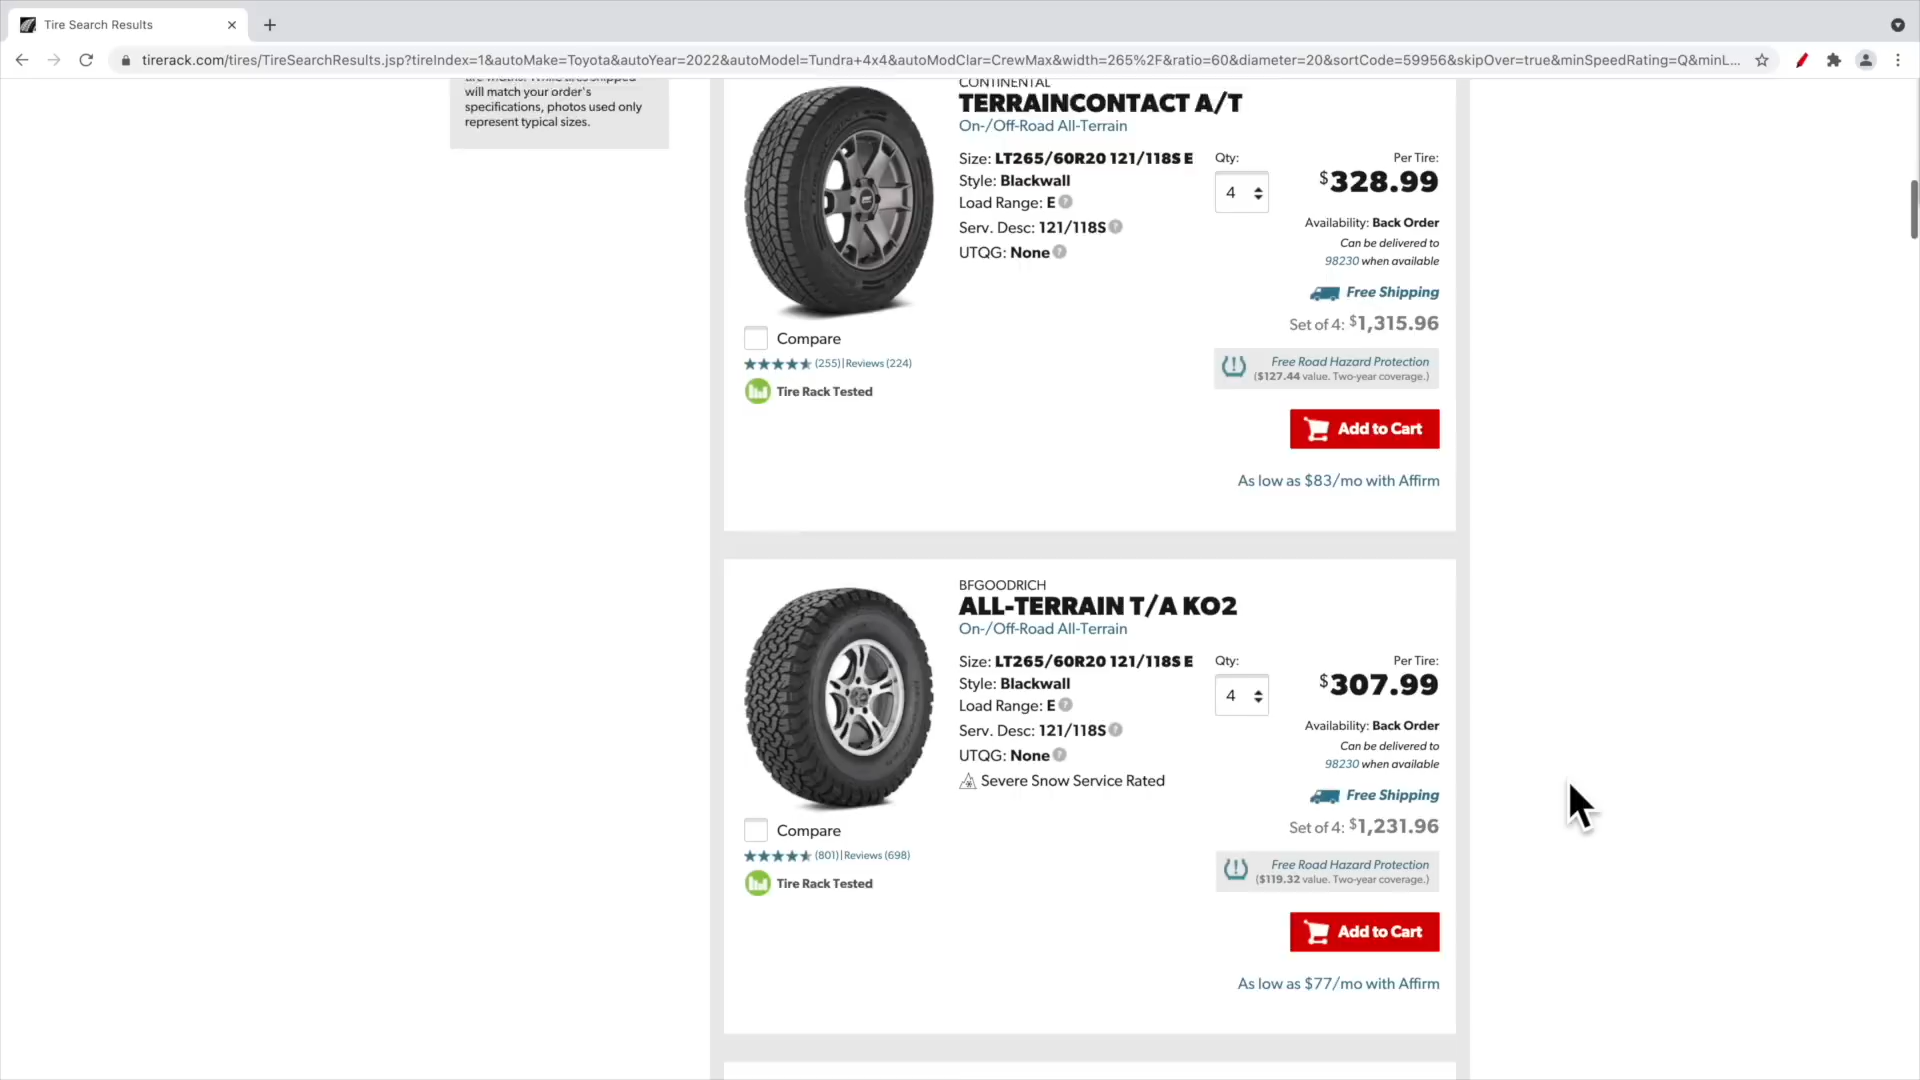 Tire Search Results
tirerack.com/tires/TireSearchResults.jsp?tireIndex=1&autoMake=Toyota&autoYear=2022&autoModel=Tundra+4x4&autoModClar=CrewMax&width=265%2F&ratio=60&diameter=20&sortCode=59956&skipOver=true&minSpeedRating=Q&minL...
will match your order's
specifications, photos used only
represent typical sizes.
CONTINENTAL
TERRAINCONTACT A/T
On-/Off-Road All-Terrain
Size: LT265/60R20 121/118S E
Style: Blackwall
Load Range: E ?
Serv. Desc: 121/118S ?
UTQG: None ?
Qty:
4
Per Tire:
$328.99
Availability: Back Order
Can be delivered to
98230 when available
Free Shipping
Set of 4: $1,315.96
Free Road Hazard Protection
($127.44 value. Two-year coverage.)
Add to Cart
As low as $83/mo with Affirm
Compare
(255)|Reviews (224)
Tire Rack Tested
BFGOODRICH
ALL-TERRAIN T/A KO2
On-/Off-Road All-Terrain
Size: LT265/60R20 121/118S E
Style: Blackwall
Load Range: E ?
Serv. Desc: 121/118S ?
UTQG: None ?
Severe Snow Service Rated
Qty:
4
Per Tire:
$307.99
Availability: Back Order
Can be delivered to
98230 when available
Free Shipping
Set of 4: $1,231.96
Free Road Hazard Protection
($119.32 value. Two-year coverage.)
Add to Cart
As low as $77/mo with Affirm
Compare
(801)|Reviews (698)
Tire Rack Tested